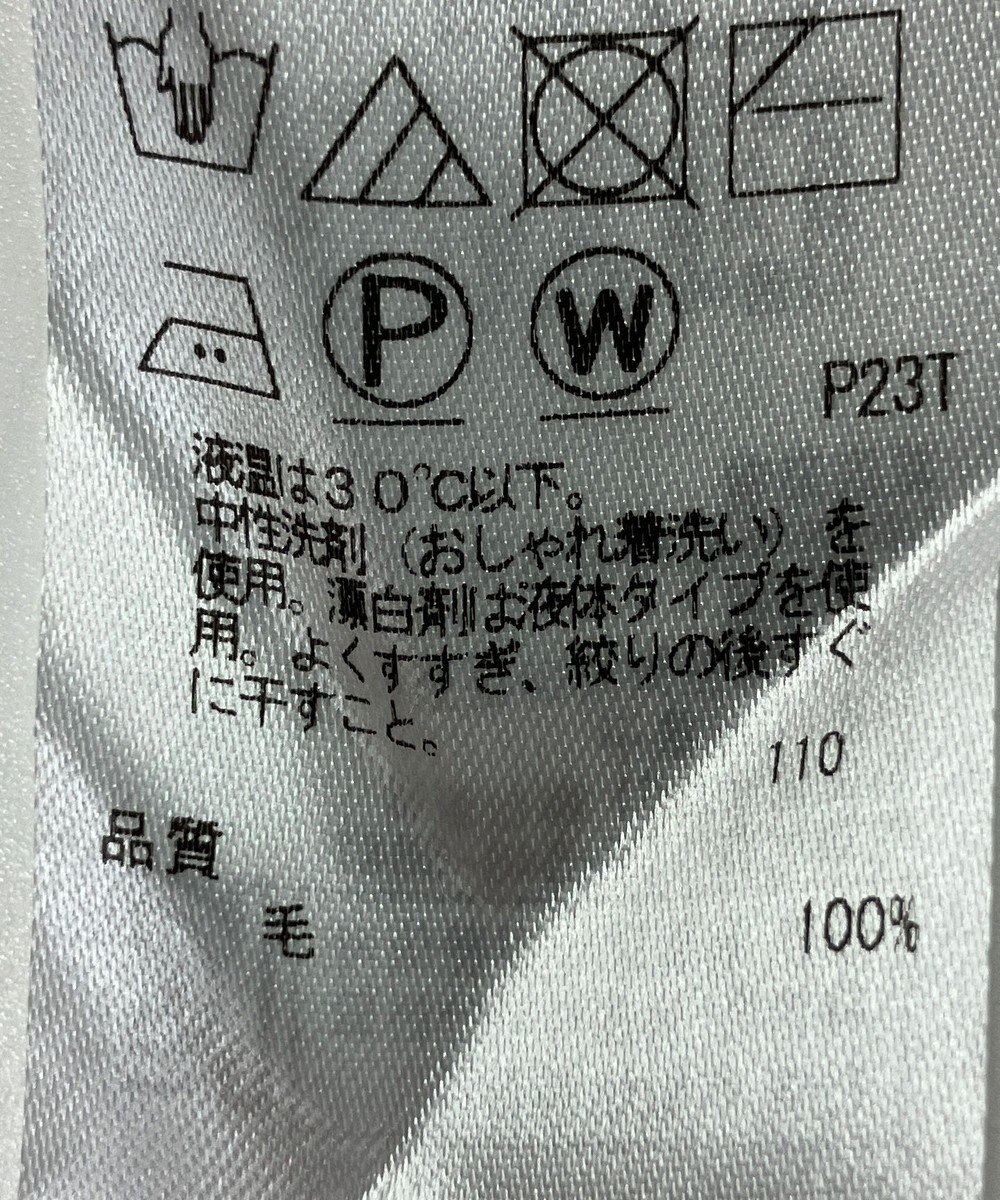 P
W
P23T
液温は30℃以下。
中性洗剤(おしゃれ着洗い)を
使用。漂白剤は液体タイプを使
用。よくすすぎ、絞りの後すぐ
に干すこと。
110
品質
毛 100%